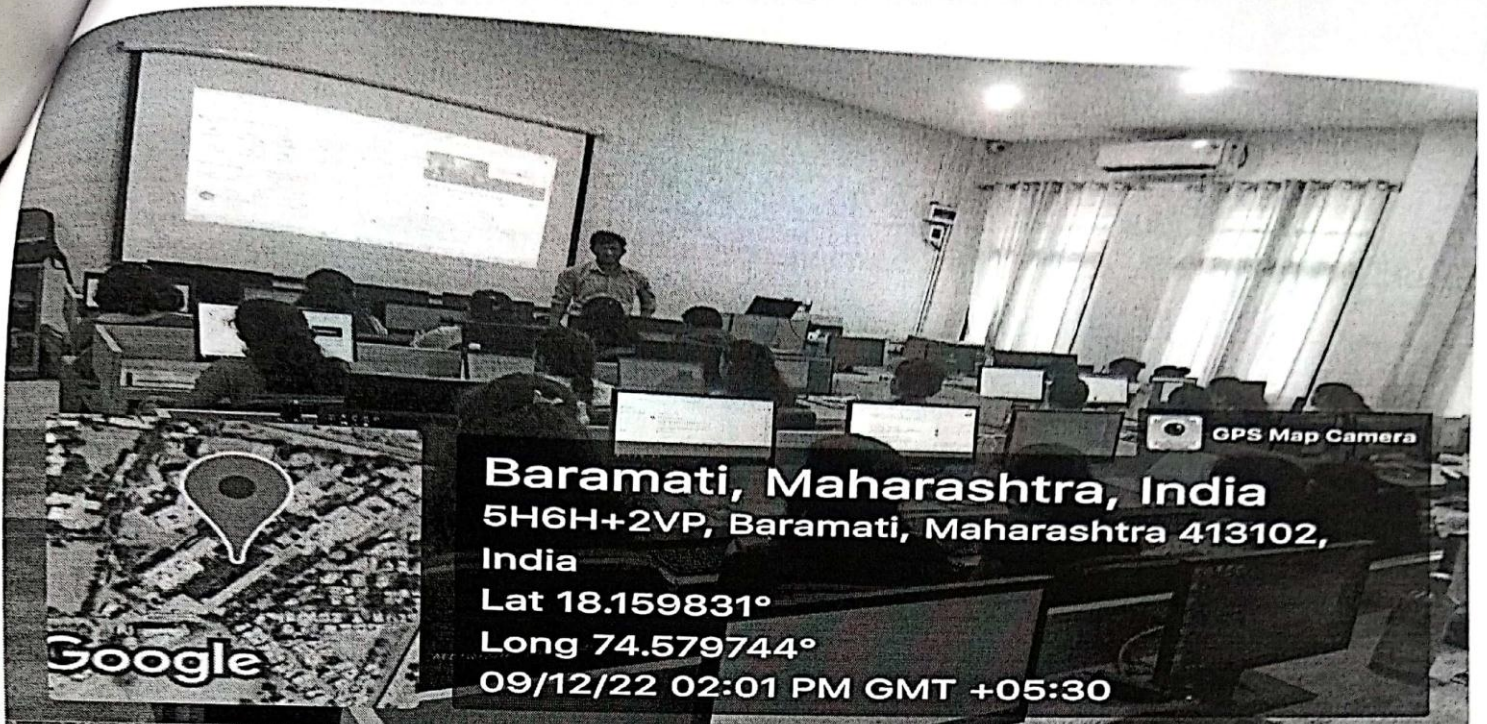 GPS Map Camera
Baramati, Maharashtra, India
5H6H+2VP, Baramati, Maharashtra 413102,
India
Lat 18.159831°
Long 74.579744°
09/12/22 02:01 PM GMT +05:30
Google